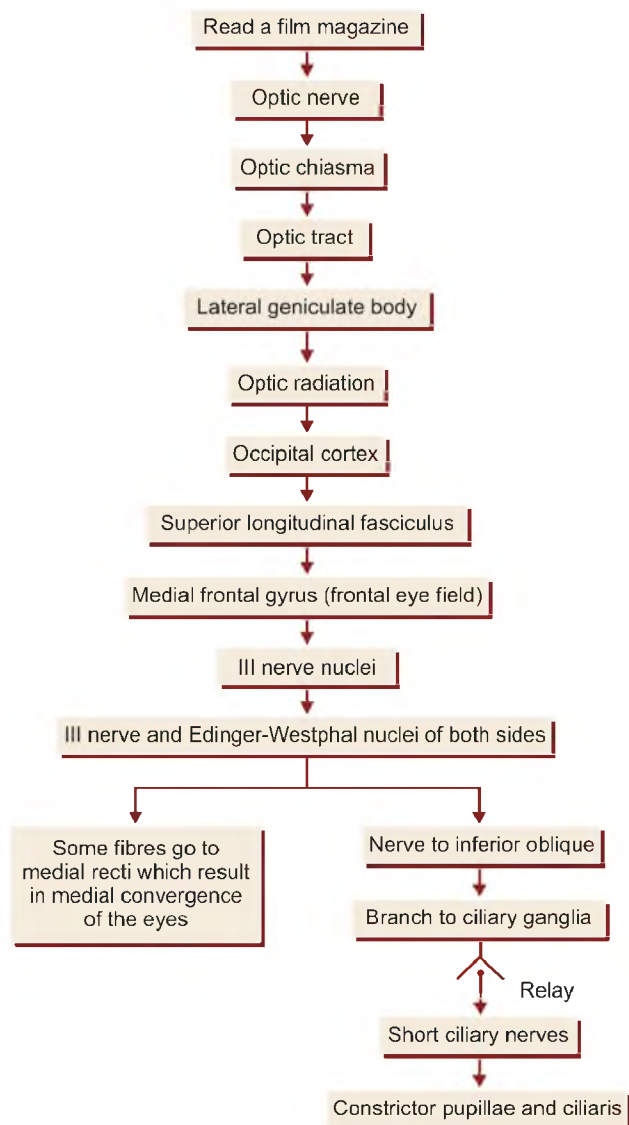 Read a film magazine
Optic nerve
Optic chiasma
Optic tract
Lateral geniculate body
Optic radiation
Occipital cortex
Superior longitudinal fasciculus
Medial frontal gyrus (frontal eye field)
III nerve nuclei
III nerve and Edinger-Westphal nuclei of both sides
Some fibres go to
medial recti which result
in medial convergence
of the eyes
Nerve to inferior oblique
Branch to ciliary ganglia
Relay
Short ciliary nerves
Constrictor pupillae and ciliaris